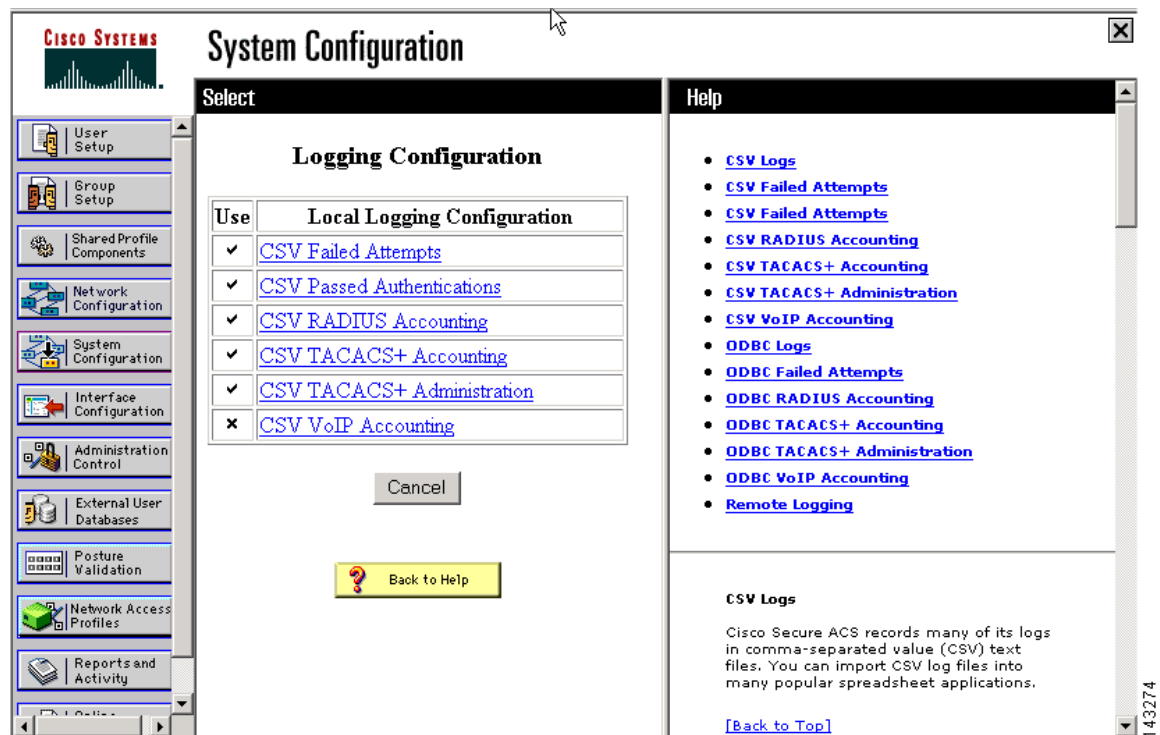 CISCO SYSTEMS
System Configuration
Select
Help
User
Setup
Group
Setup
Shared Profile
Components
Network
Configuration
System
Configuration
Interface
Configuration
Administration
Control
External User
Databases
Posture
Validation
Network Access
Profiles
Reports and
Activity
Online
Logging Configuration
Use Local Logging Configuration
CSV Failed Attempts
CSV Passed Authentications
CSV RADIUS Accounting
CSV TACACS+ Accounting
CSV TACACS+ Administration
CSV VoIP Accounting
Cancel
Back to Help
CSV Logs
CSV Failed Attempts
CSV Failed Attempts
CSV RADIUS Accounting
CSV TACACS+ Accounting
CSV TACACS+ Administration
CSV VoIP Accounting
ODBC Logs
ODBC Failed Attempts
ODBC RADIUS Accounting
ODBC TACACS+ Accounting
ODBC TACACS+ Administration
ODBC VoIP Accounting
Remote Logging
CSV Logs
Cisco Secure ACS records many of its logs
in comma-separated value (CSV) text
files. You can import CSV log files into
many popular spreadsheet applications.
[Back to Top]
143274